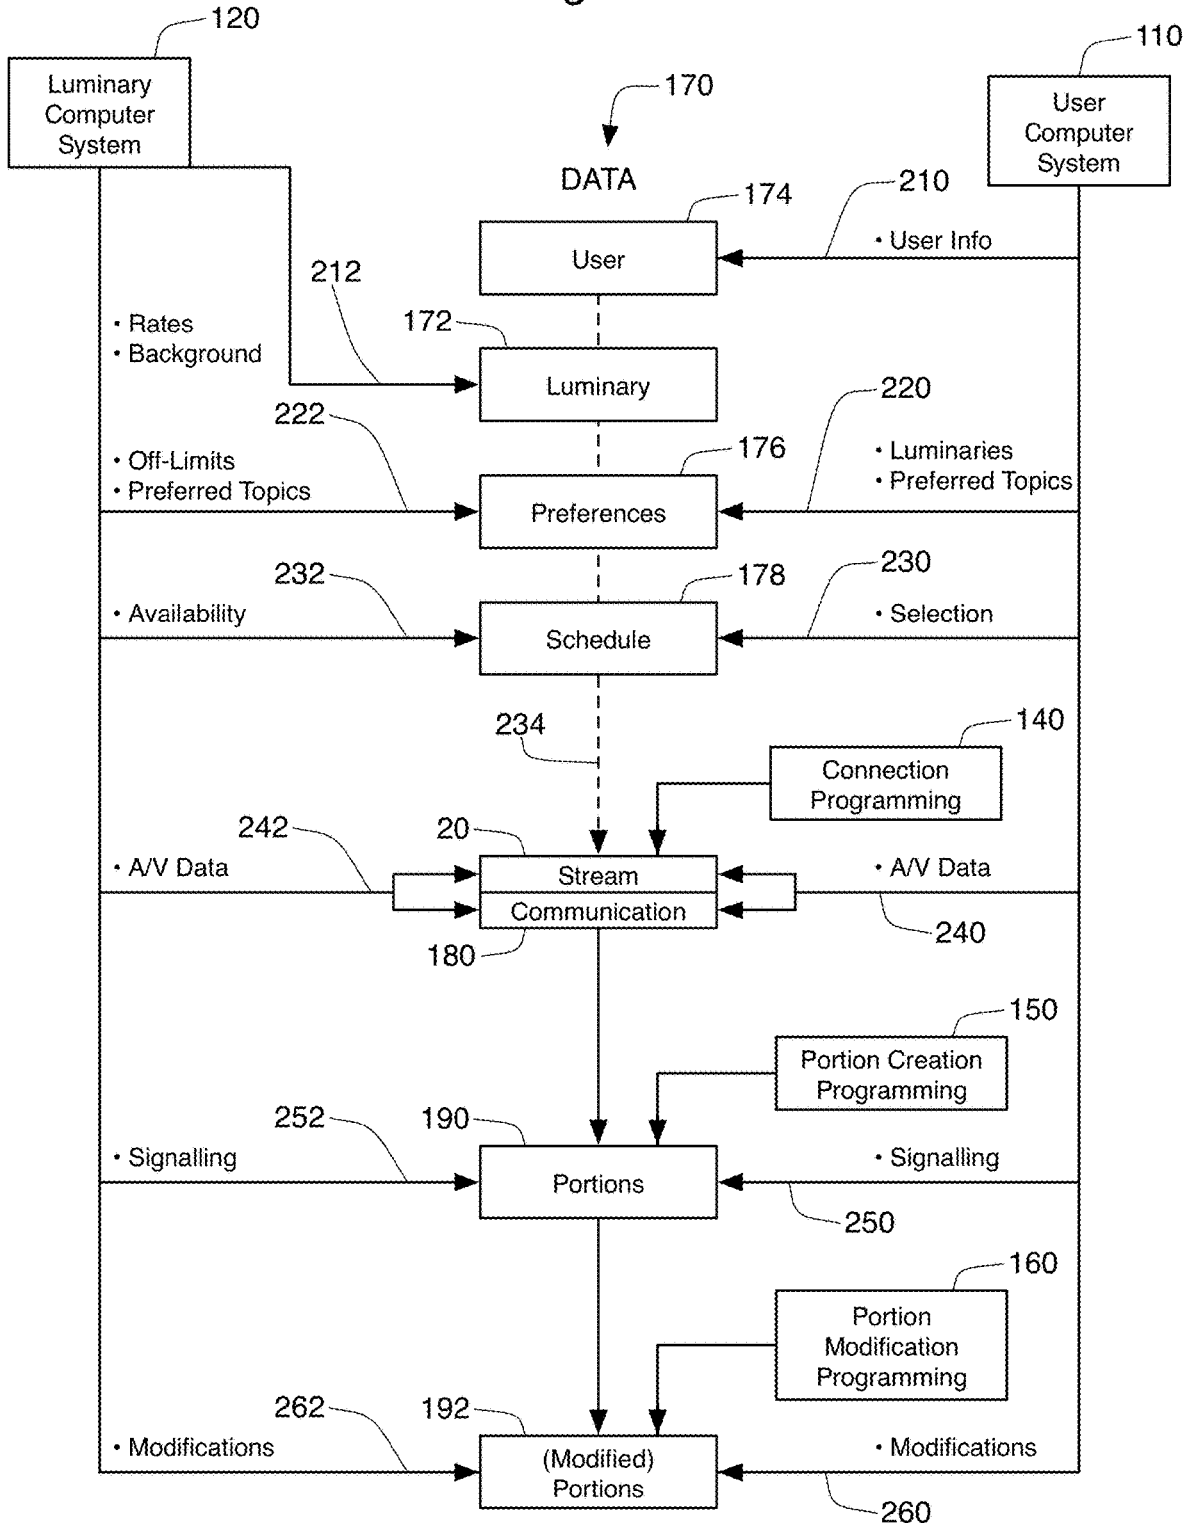 120
110
Luminary
Computer
System
170
User
Computer
System
DATA
174
210
User
• User Info
212
172
• Rates
• Background
Luminary
222
220
176
• Off-Limits
• Preferred Topics
• Luminaries
• Preferred Topics
Preferences
232
178
230
• Availability
Schedule
• Selection
234
140
Connection
Programming
242
20
• A/V Data
Stream
• A/V Data
Communication
180
240
150
Portion Creation
Programming
252
190
• Signalling
Portions
• Signalling
250
160
Portion
Modification
Programming
262
192
• Modifications
(Modified)
Portions
• Modifications
260